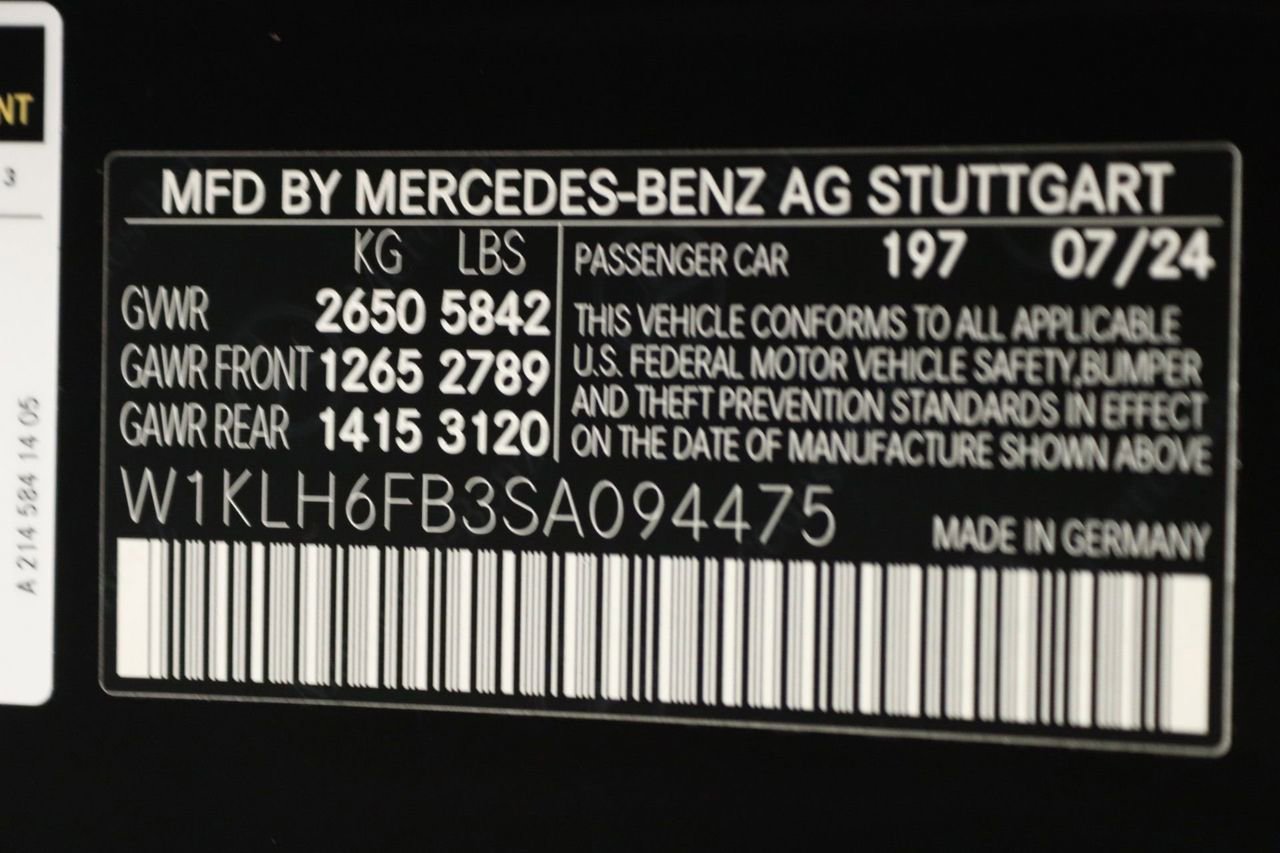 NT
3
A 214 584 14 05
MFD BY MERCEDES-BENZ AG STUTTGART
KG LBS
GVWR 2650 5842
GAWR FRONT 1265 2789
GAWR REAR 1415 3120
PASSENGER CAR 197 07/24
THIS VEHICLE CONFORMS TO ALL APPLICABLE
U.S. FEDERAL MOTOR VEHICLE SAFETY,BUMPER
AND THEFT PREVENTION STANDARDS IN EFFECT
ON THE DATE OF MANUFACTURE SHOWN ABOVE
W1KLH6FB3SA094475
MADE IN GERMANY